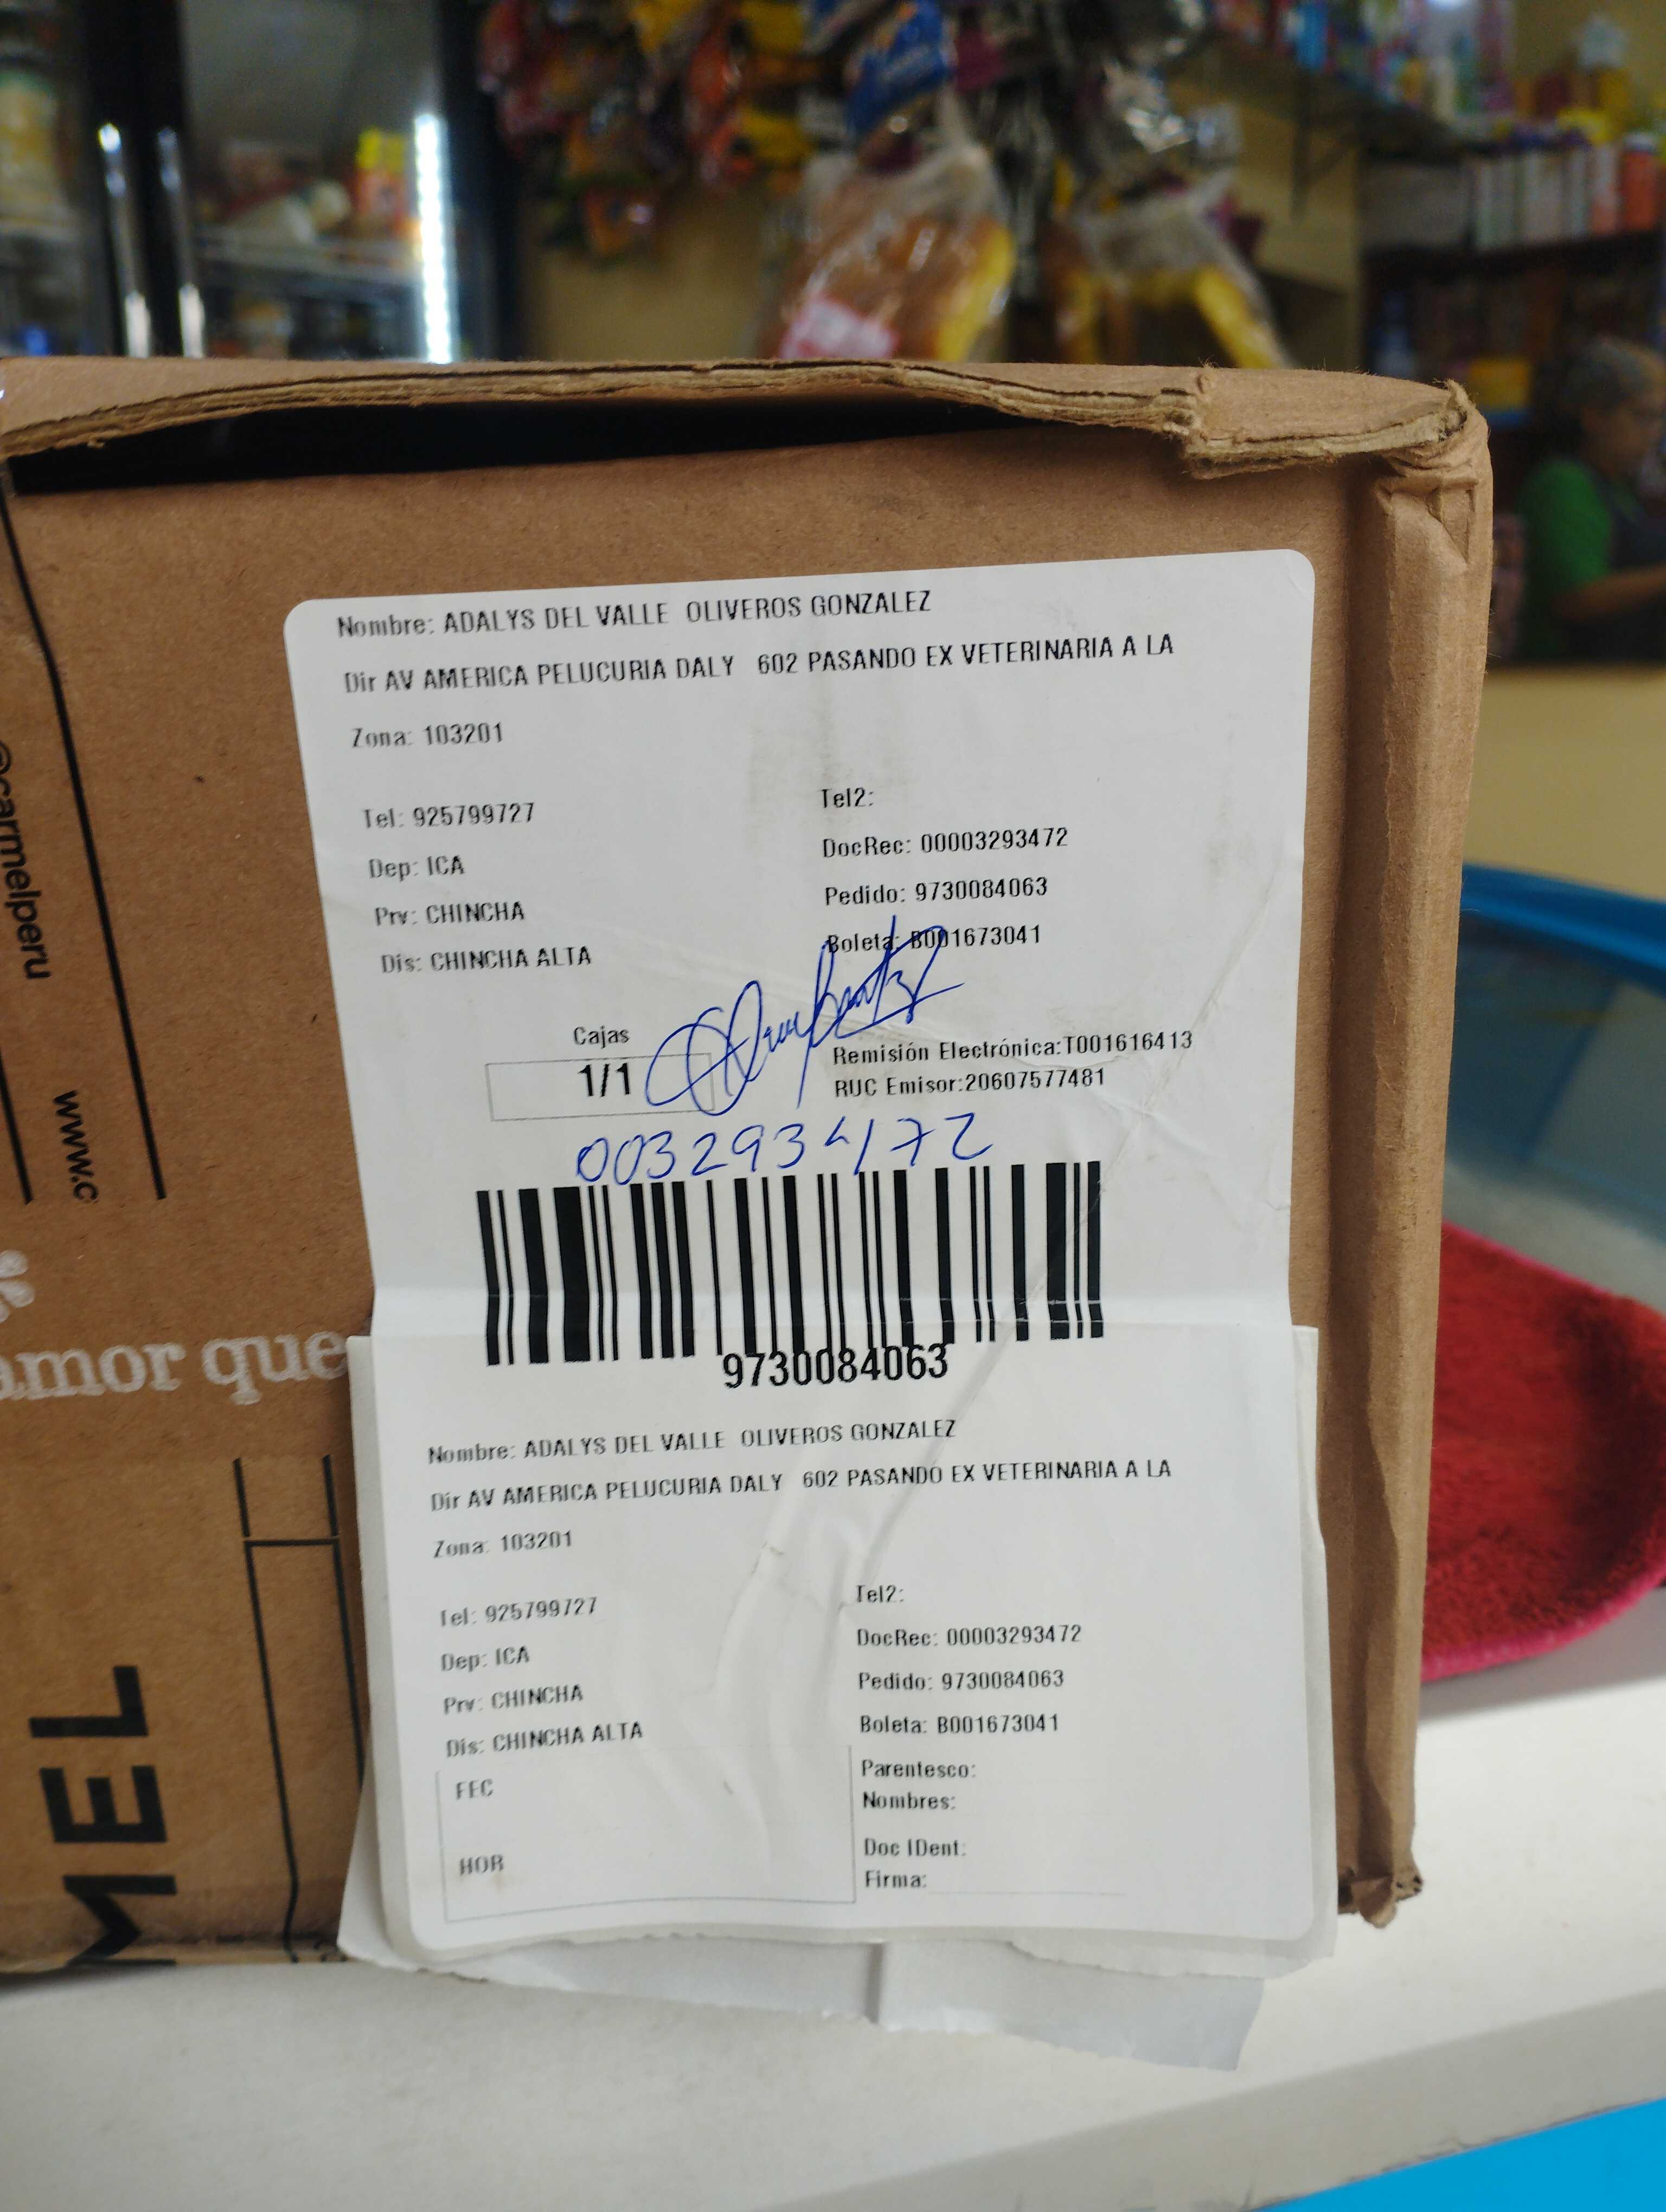 Nombre: ADALYS DEL VALLE OLIVEROS GONZALEZ
Dir AV AMERICA PELUCURIA DALY 602 PASANDO EX VETERINARIA A LA
Zona: 103201
Tel: 925799727
Tel2:
Dep: ICA
DocRec: 00003293472
Prv: CHINCHA
Pedido: 9730084063
Dis: CHINCHA ALTA
Boleta: B001673041
Cajas
1/1
Remisión Electrónica:T001616413
RUC Emisor:20607577481
003293472
9730084063
Nombre: ADALYS DEL VALLE OLIVEROS GONZALEZ
Dir AV AMERICA PELUCURIA DALY 602 PASANDO EX VETERINARIA A LA
Zona: 103201
Tel: 925799727
Tel2:
Dep: ICA
DocRec: 00003293472
Prv: CHINCHA
Pedido: 9730084063
Dis: CHINCHA ALTA
Boleta: B001673041
FEC
Parentesco:
Nombres:
HOR
Doc IDent:
Firma:
@carmelperu
www.c
amor que
MEL